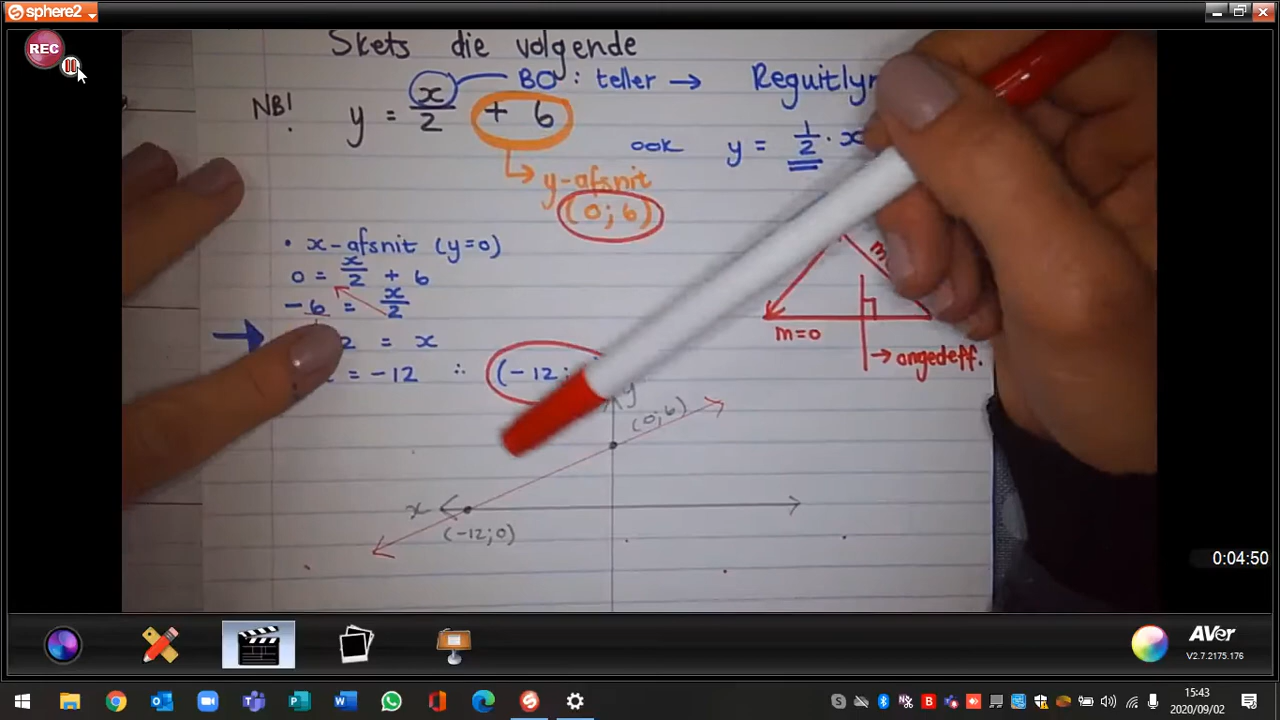 sphere2
REC
Skets die volgende
NB!
y = x/2 + 6
BO : teller → Reguitlyn
ook y = 1/2 · x
→ y-afsnit
(0; 6)
• x-afsnit (y=0)
0 = x/2 + 6
-6 = x/2
2 = x
= -12 ∴ (-12;
m
m=0
→ ongedeff.
y
(0; 6)
x
(-12; 0)
0:04:50
AVer
V2.7.2175.176
15:43
2020/09/02